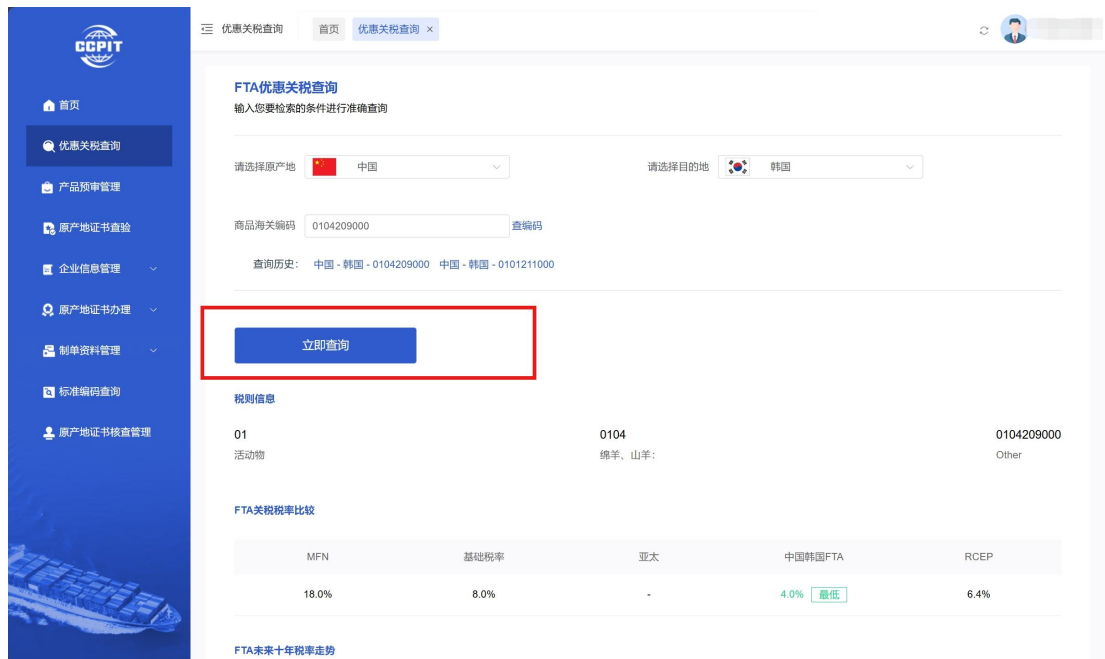 CCPIT
优惠关税查询 首页 优惠关税查询 ×
首页
优惠关税查询
产品预审管理
原产地证书查验
企业信息管理
原产地证书办理
制单资料管理
标准编码查询
原产地证书核查管理
FTA优惠关税查询
输入您要检索的条件进行准确查询
请选择原产地 中国 请选择目的地 韩国
商品海关编码 0104209000 查编码
查询历史： 中国 - 韩国 - 0104209000 中国 - 韩国 - 0101211000
立即查询
税则信息
01 0104 0104209000
活动物 绵羊、山羊： Other
FTA关税税率比较
MFN 基础税率 亚太 中国韩国FTA RCEP
18.0% 8.0% - 4.0% 最低 6.4%
FTA未来十年税率走势